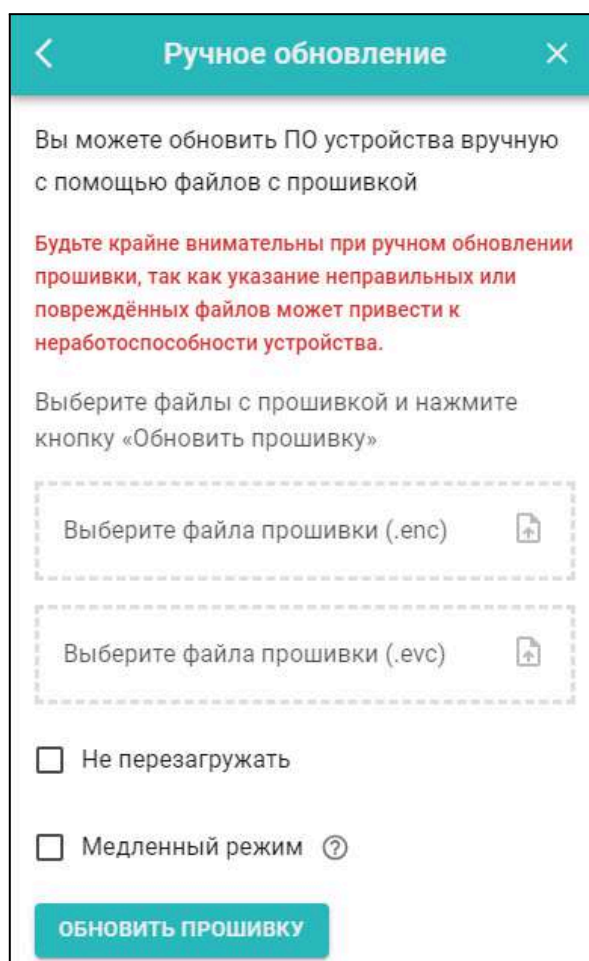 Ручное обновление
Вы можете обновить ПО устройства вручную
с помощью файлов с прошивкой
Будьте крайне внимательны при ручном обновлении
прошивки, так как указание неправильных или
повреждённых файлов может привести к
неработоспособности устройства.
Выберите файлы с прошивкой и нажмите
кнопку «Обновить прошивку»
Выберите файла прошивки (.enc)
Выберите файла прошивки (.evc)
Не перезагружать
Медленный режим ?
ОБНОВИТЬ ПРОШИВКУ